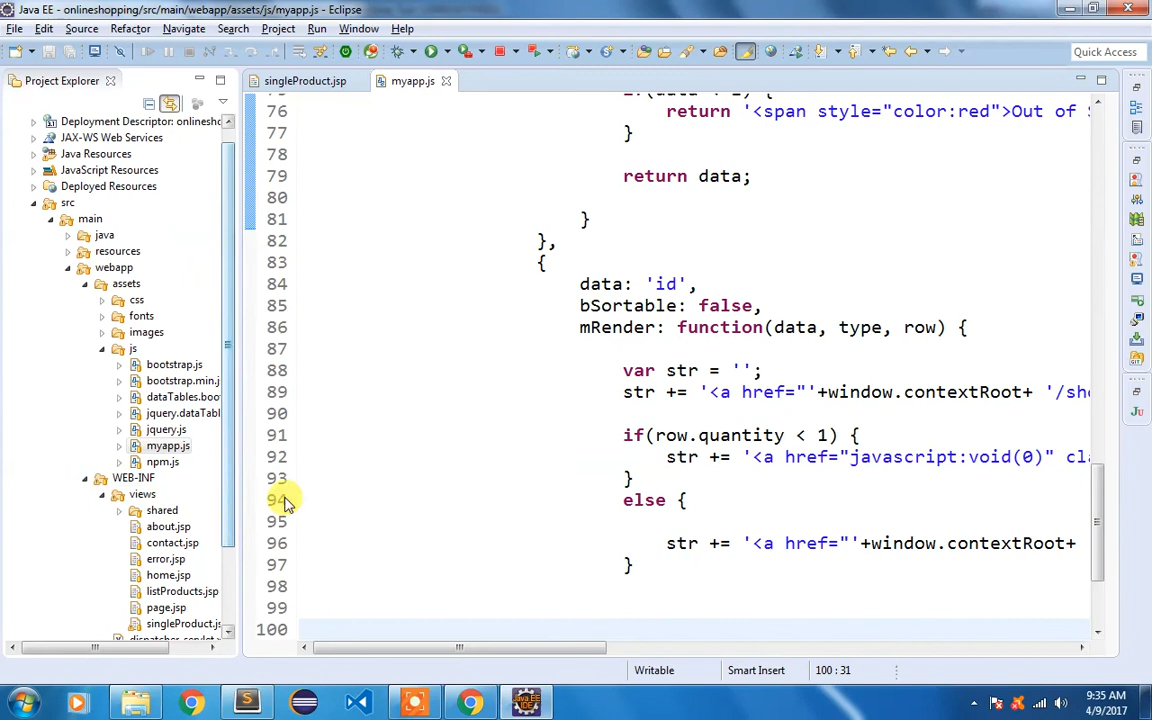 Java EE - onlineshopping/src/main/webapp/assets/js/myapp.js - Eclipse
File Edit Source Refactor Navigate Search Project Run Window Help
Quick Access
Project Explorer
singleProduct.jsp myapp.js
Deployment Descriptor: onlinesho
JAX-WS Web Services
Java Resources
JavaScript Resources
Deployed Resources
src
main
java
resources
webapp
assets
css
fonts
images
js
bootstrap.js
bootstrap.min.j
dataTables.boo
jquery.dataTabl
jquery.js
myapp.js
npm.js
WEB-INF
views
shared
about.jsp
contact.jsp
error.jsp
home.jsp
listProducts.jsp
page.jsp
singleProduct.js
76 return '<span style="color:red">Out of
77 }
78
79 return data;
80
81 }
82 },
83 {
84 data: 'id',
85 bSortable: false,
86 mRender: function(data, type, row) {
87
88 var str = '';
89 str += '<a href="'+window.contextRoot+ '/sho
90
91 if(row.quantity < 1) {
92 str += '<a href="javascript:void(0)" cla
93 }
94 else {
95
96 str += '<a href="'+window.contextRoot+
97 }
98
99
100
Writable Smart Insert 100 : 31
9:35 AM
4/9/2017